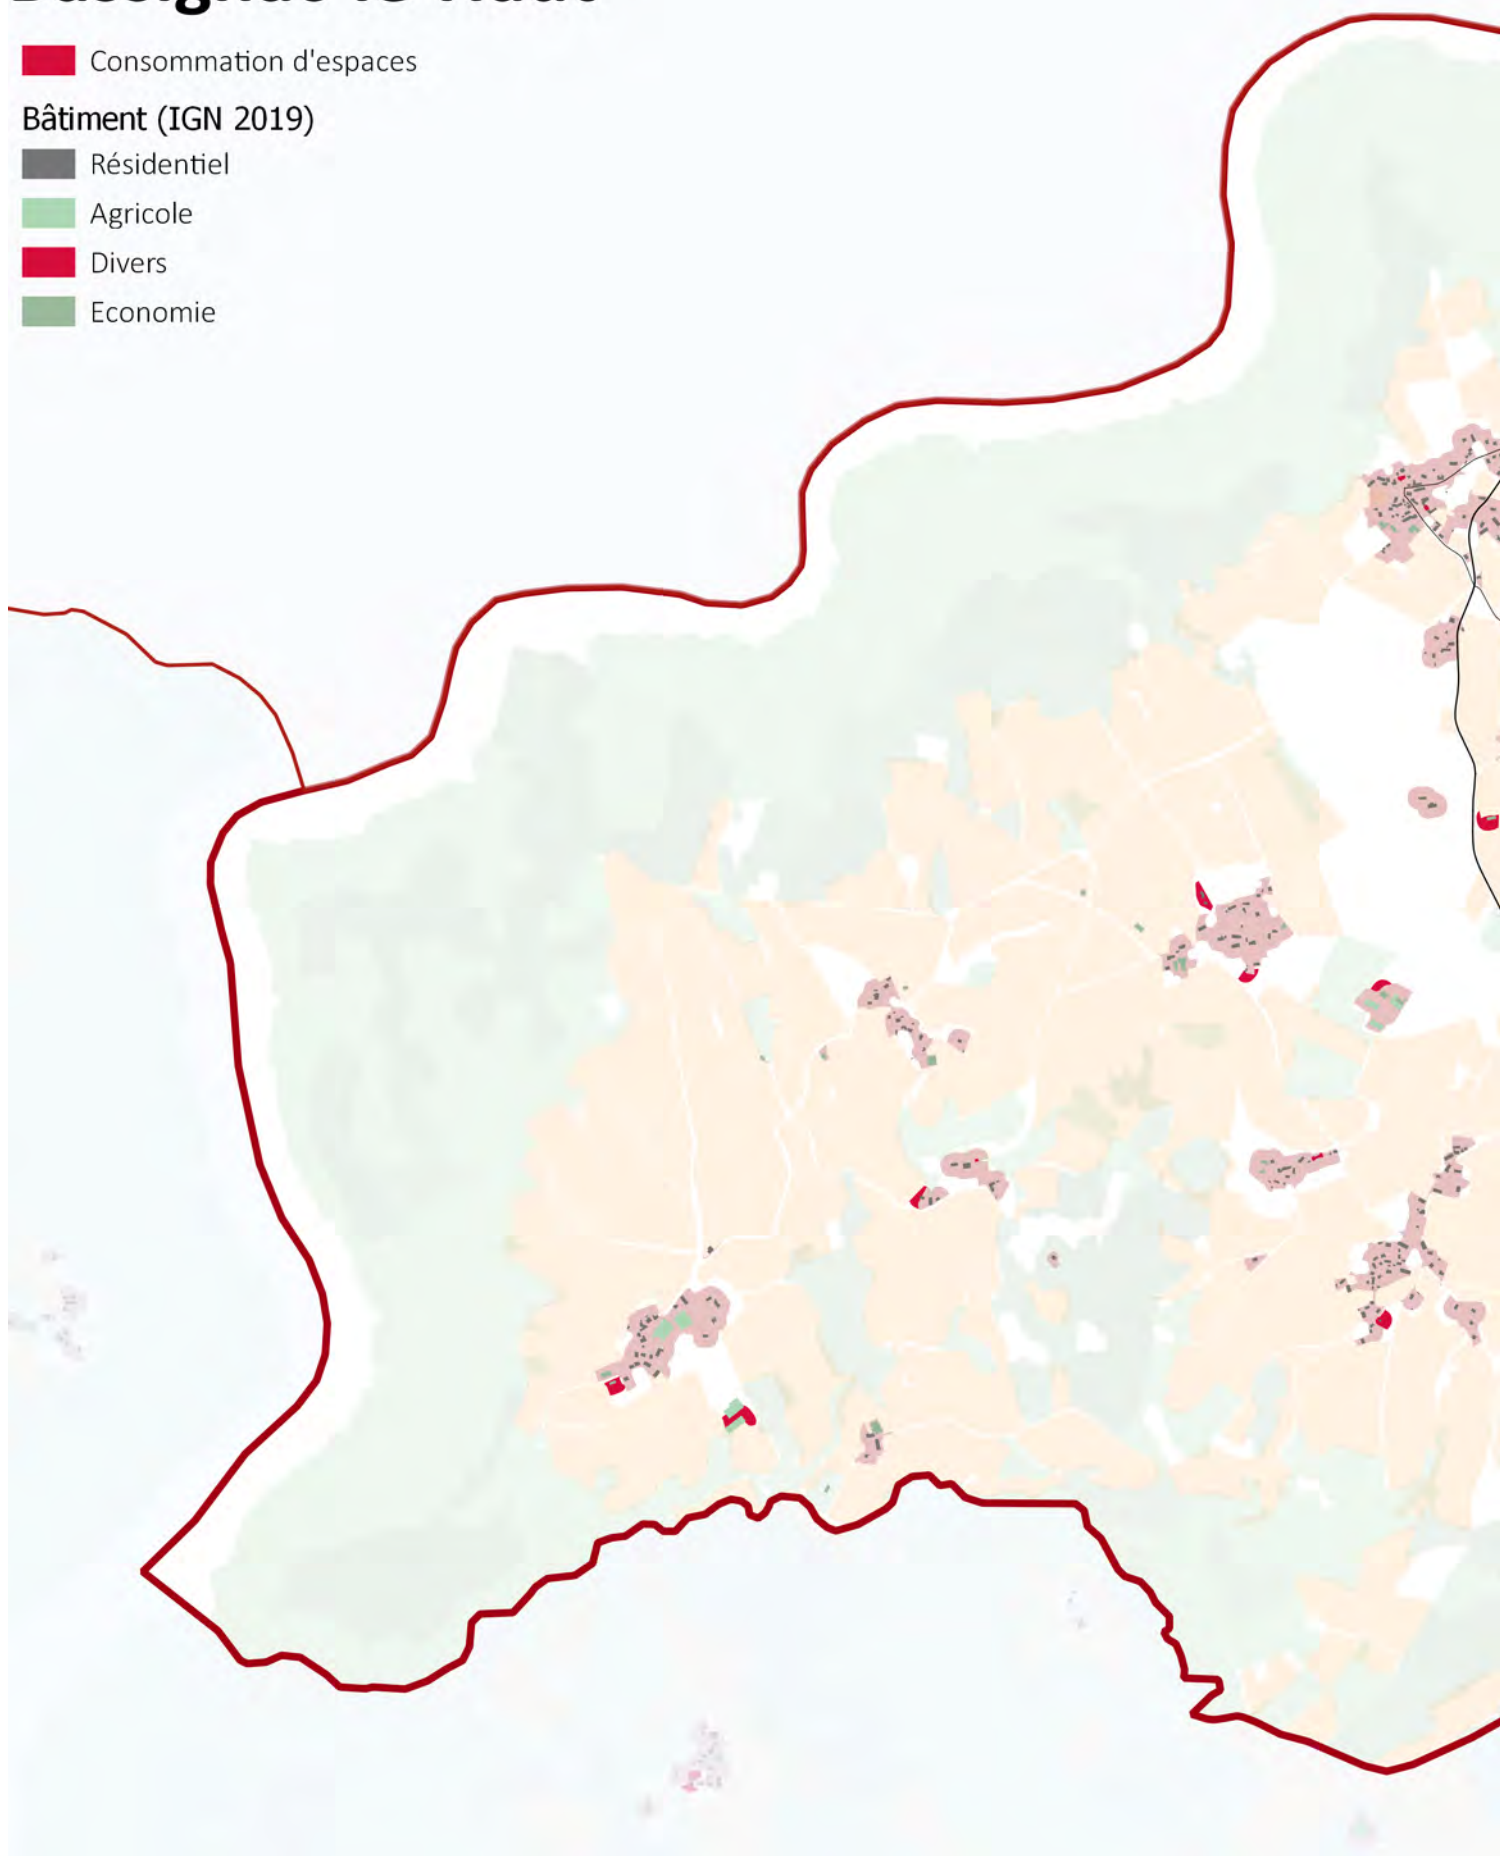 Consommation d'espaces
Bâtiment (IGN 2019)
Résidentiel
Agricole
Divers
Economie